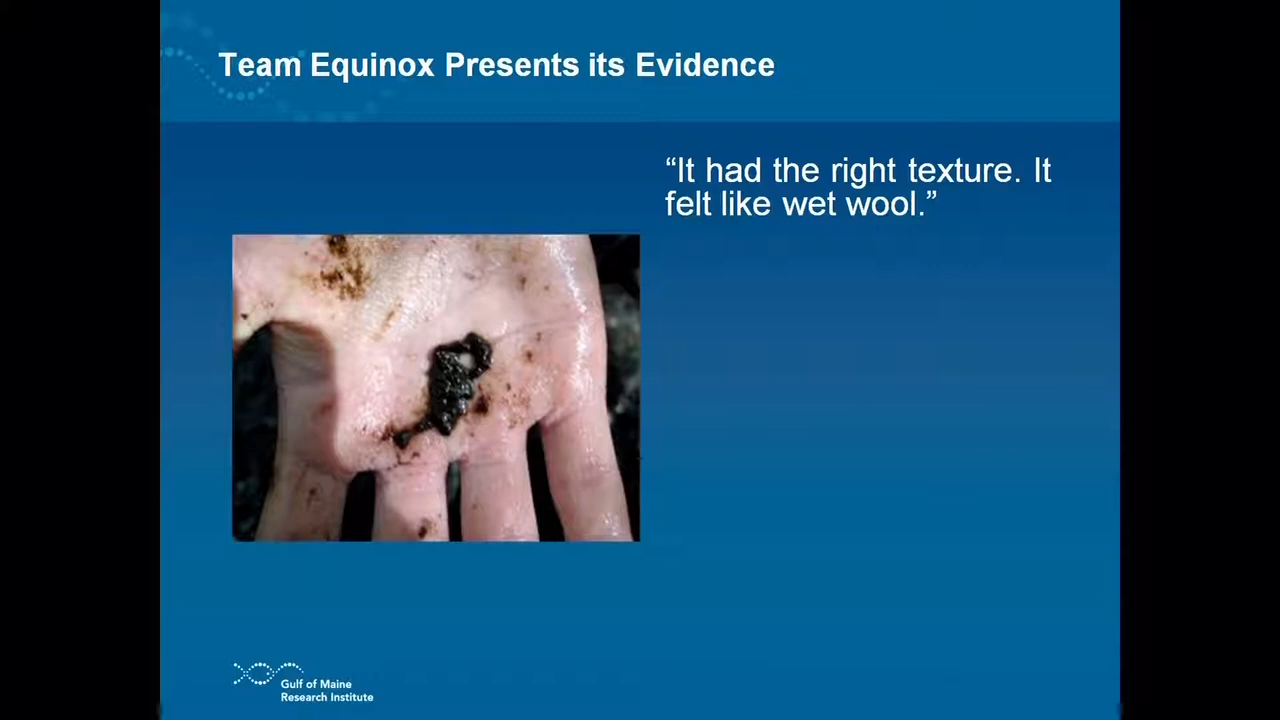 Team Equinox Presents its Evidence
“It had the right texture. It
felt like wet wool.”
Gulf of Maine
Research Institute